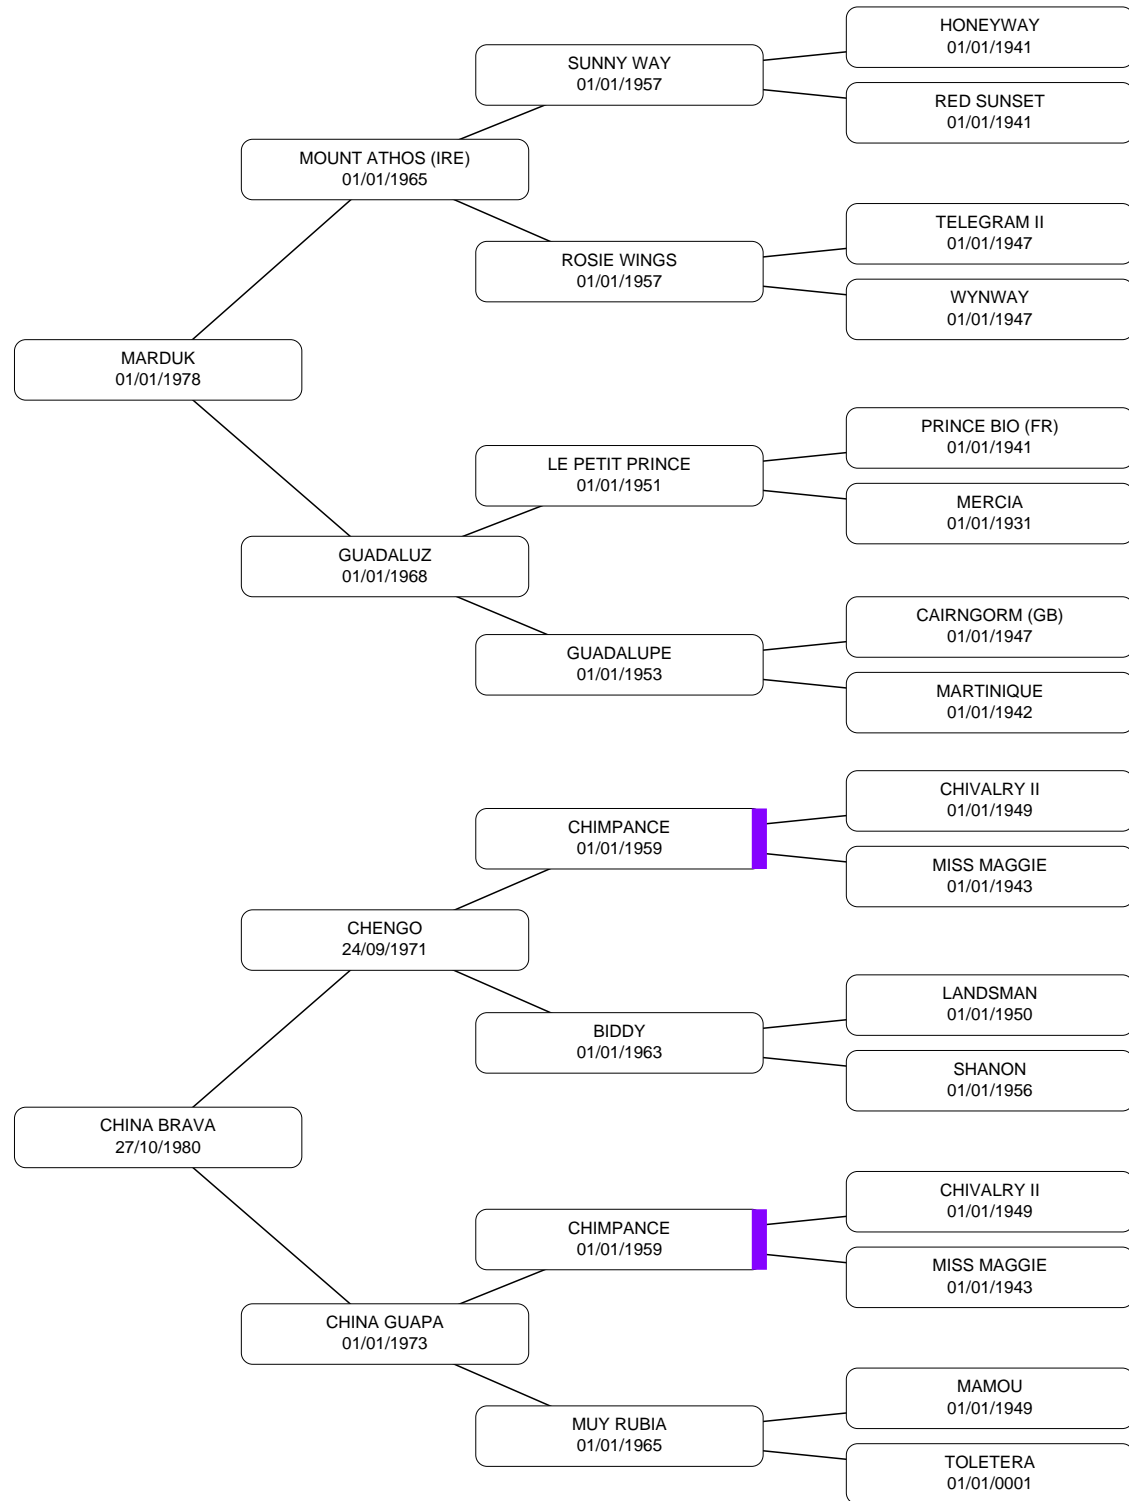 HONEYWAY
01/01/1941
SUNNY WAY
01/01/1957
RED SUNSET
01/01/1941
MOUNT ATHOS (IRE)
01/01/1965
TELEGRAM II
01/01/1947
ROSIE WINGS
01/01/1957
WYNWAY
01/01/1947
MARDUK
01/01/1978
PRINCE BIO (FR)
01/01/1941
LE PETIT PRINCE
01/01/1951
MERCIA
01/01/1931
GUADALUZ
01/01/1968
CAIRNGORM (GB)
01/01/1947
GUADALUPE
01/01/1953
MARTINIQUE
01/01/1942
CHIVALRY II
01/01/1949
CHIMPANCE
01/01/1959
MISS MAGGIE
01/01/1943
CHENGO
24/09/1971
LANDSMAN
01/01/1950
BIDDY
01/01/1963
SHANON
01/01/1956
CHINA BRAVA
27/10/1980
CHIVALRY II
01/01/1949
CHIMPANCE
01/01/1959
MISS MAGGIE
01/01/1943
CHINA GUAPA
01/01/1973
MAMOU
01/01/1949
MUY RUBIA
01/01/1965
TOLETERA
01/01/0001